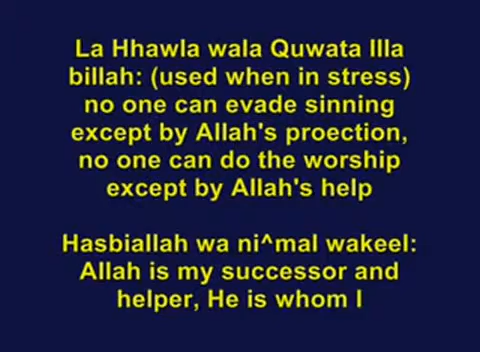 La Hhawla wala Quwata Illa
billah: (used when in stress)
no one can evade sinning
except by Allah's proection,
no one can do the worship
except by Allah's help
Hasbiallah wa ni^mal wakeel:
Allah is my successor and
helper, He is whom I